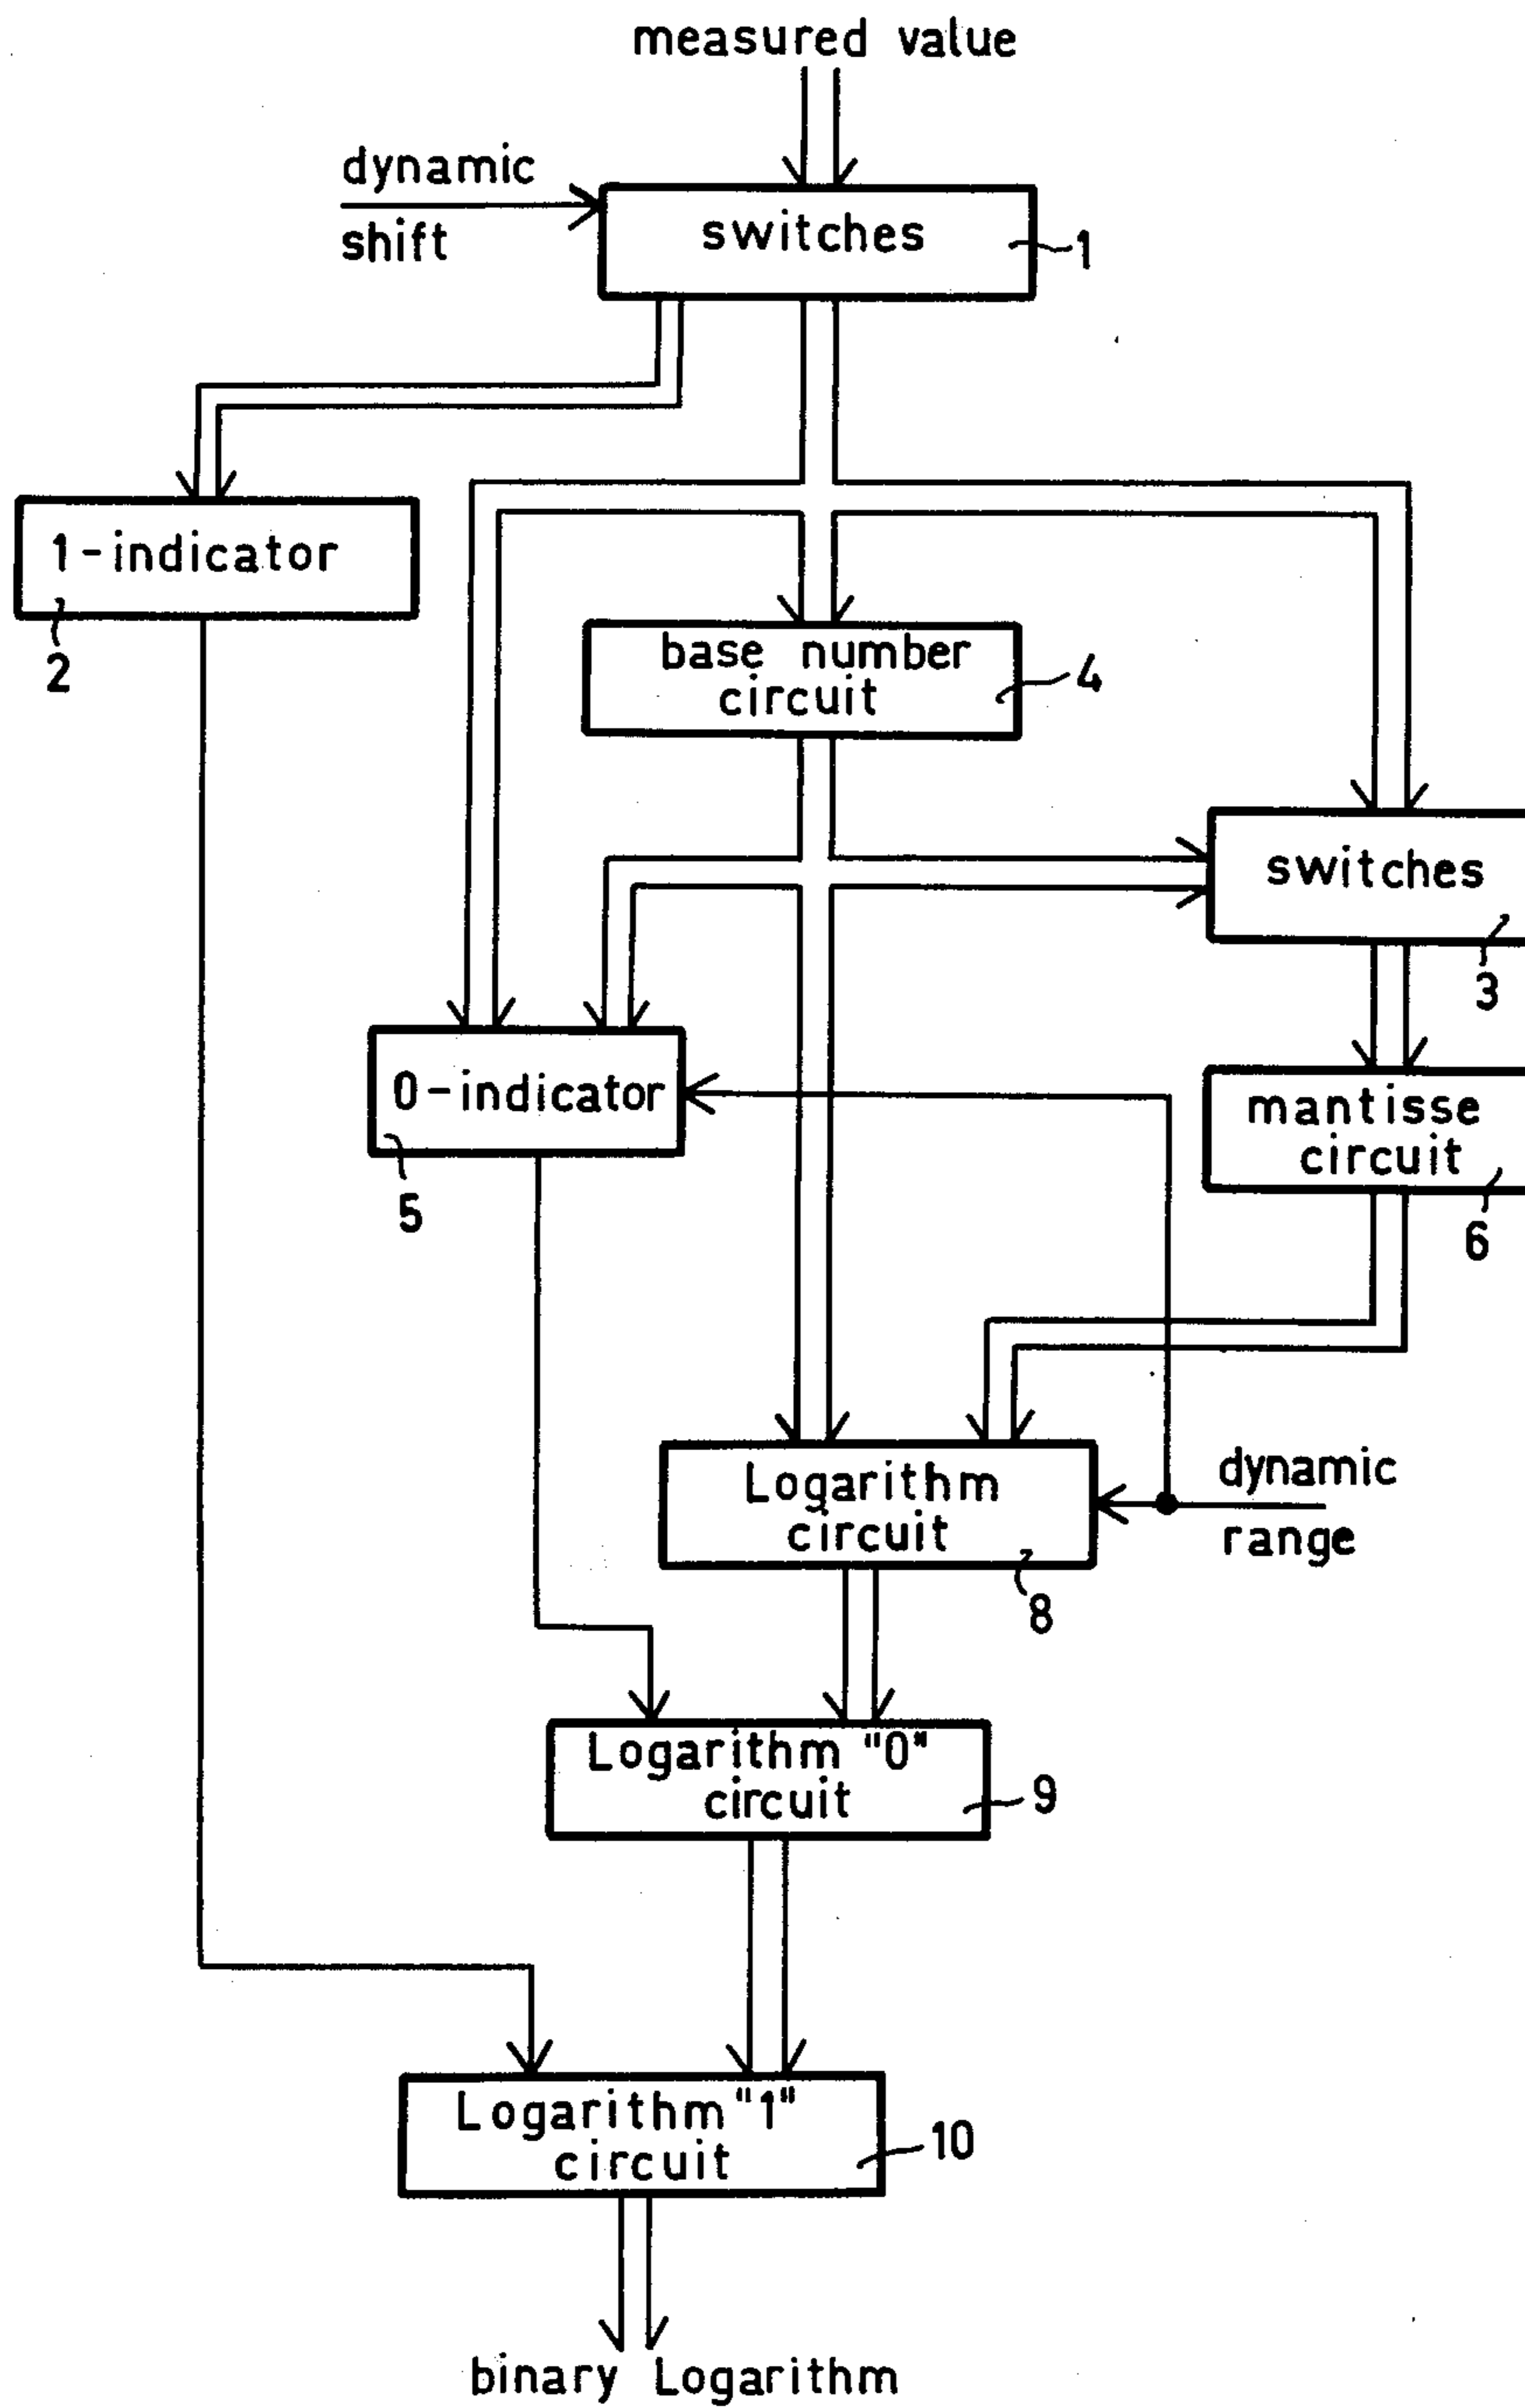 measured value
dynamic
shift
switches
1
1-indicator
2
base number
circuit
4
switches
3
0-indicator
5
mantisse
circuit
6
Logarithm
circuit
8
dynamic
range
Logarithm "0"
circuit
9
Logarithm "1"
circuit
10
binary Logarithm